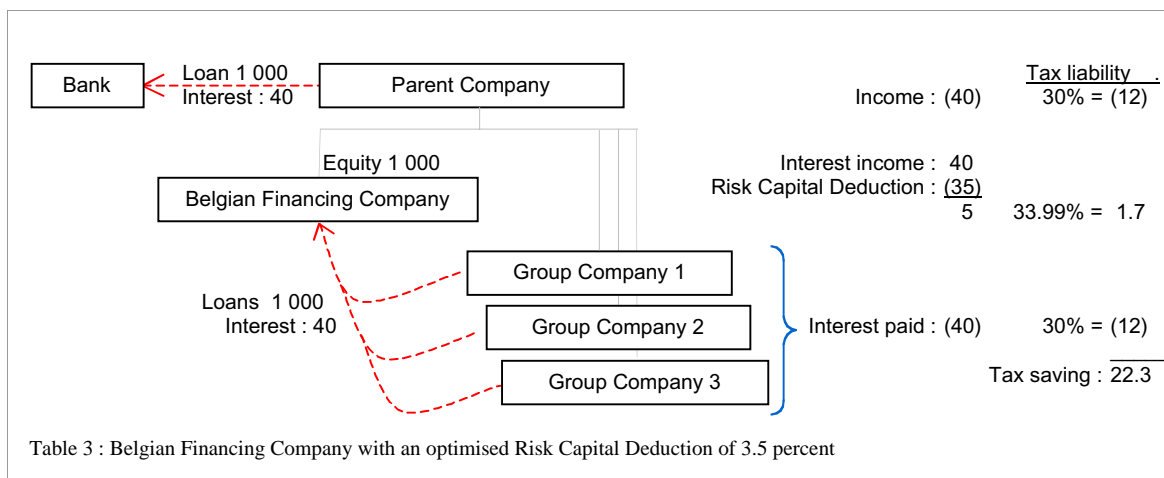 Tax liability .
Loan 1 000
Bank
Parent Company
Interest : 40
Income : (40) 30% = (12)
Equity 1 000
Interest income : 40
Belgian Financing Company
Risk Capital Deduction : (35)
5 33.99% = 1.7
Group Company 1
Loans 1 000
Interest : 40
Group Company 2
Interest paid : (40) 30% = (12)
Group Company 3
Tax saving : 22.3
Table 3 : Belgian Financing Company with an optimised Risk Capital Deduction of 3.5 percent